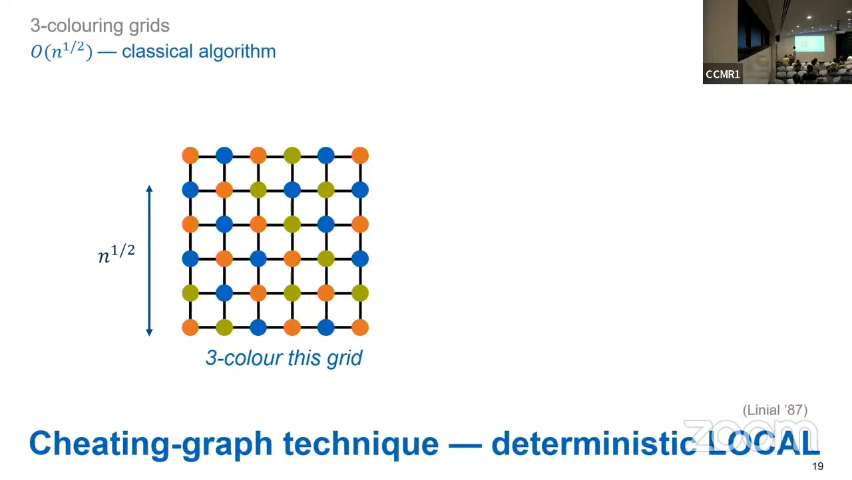 3-colouring grids
O(n^{1/2}) — classical algorithm
CCMR1
n^{1/2}
3-colour this grid
(Linial '87)
Cheating-graph technique — deterministic LOCAL
zoom
19